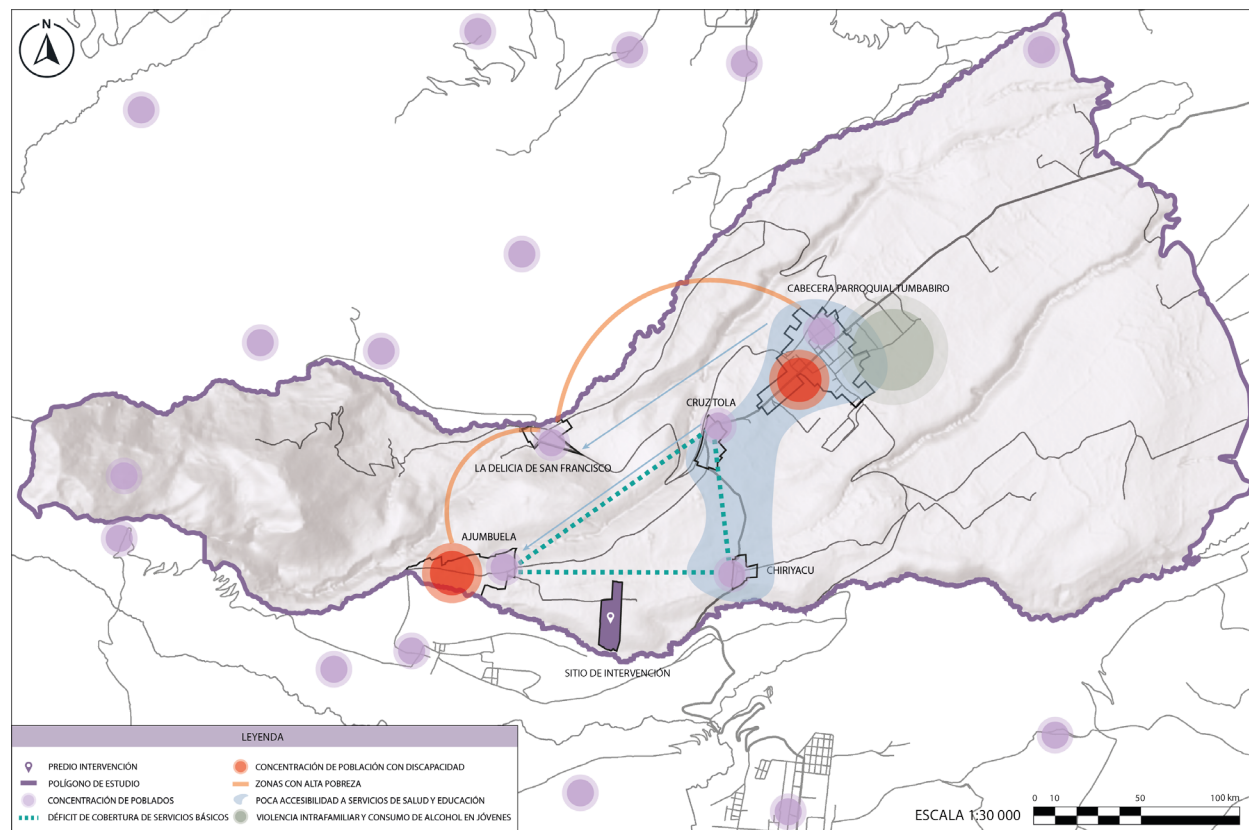 N
CABECERA PARROQUIAL TUMBABIRO
CRUZ TOLA
LA DELICIA DE SAN FRANCISCO
AJUMBUELA
CHIRIYACU
SITIO DE INTERVENCIÓN
LEYENDA
PREDIO INTERVENCIÓN
POLÍGONO DE ESTUDIO
CONCENTRACIÓN DE POBLADOS
DÉFICIT DE COBERTURA DE SERVICIOS BÁSICOS
CONCENTRACIÓN DE POBLACIÓN CON DISCAPACIDAD
ZONAS CON ALTA POBREZA
POCA ACCESIBILIDAD A SERVICIOS DE SALUD Y EDUCACIÓN
VIOLENCIA INTRAFAMILIAR Y CONSUMO DE ALCOHOL EN JÓVENES
ESCALA 1:30 000
0 10 50 100 km